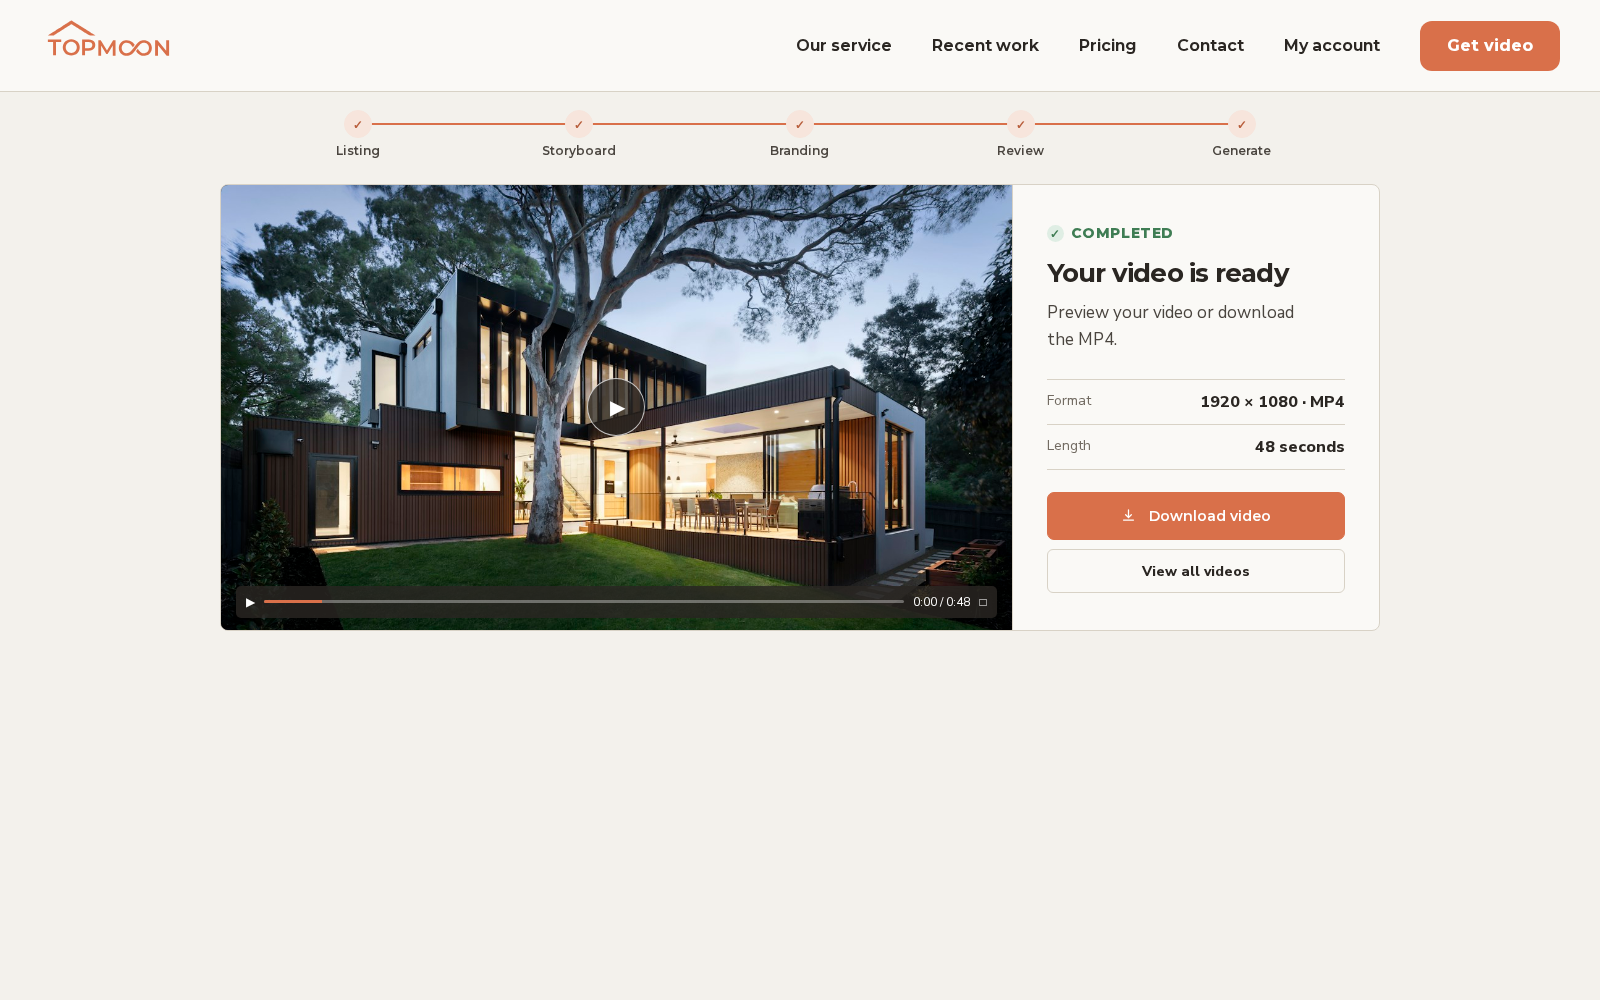 TOPMOON
Our service
Recent work
Pricing
Contact
My account
Get video
Listing
Storyboard
Branding
Review
Generate
COMPLETED
Your video is ready
Preview your video or download
the MP4.
Format
1920 × 1080 · MP4
Length
48 seconds
Download video
View all videos
0:00 / 0:48